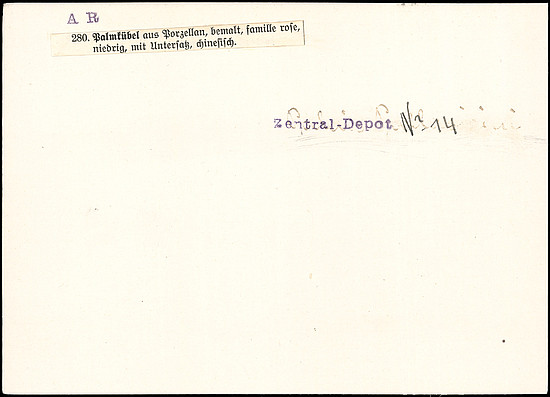 A R
280. Palmkübel aus Porzellan, bemalt, famille rose,
niedrig, mit Untersatz, chinesisch.
Zentral-Depot № 14